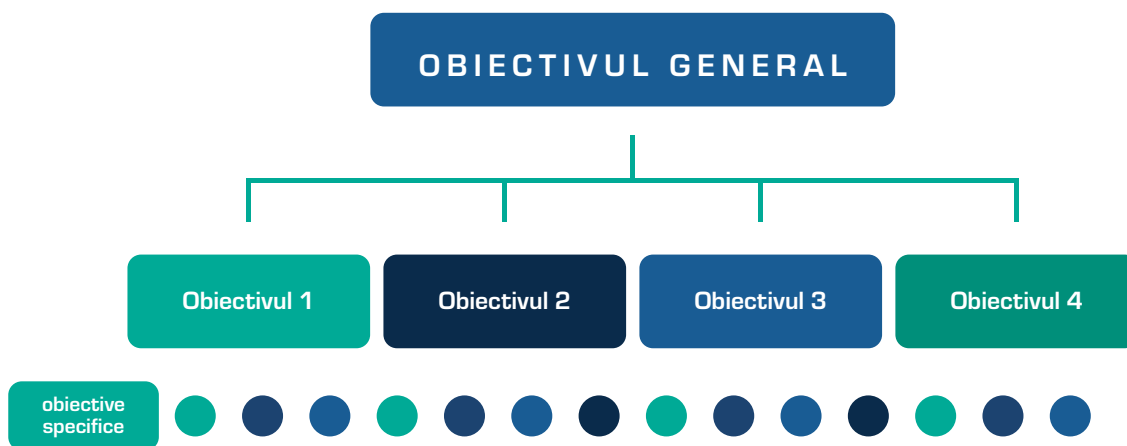 OBIECTIVUL GENERAL
Obiectivul 1
Obiectivul 2
Obiectivul 3
Obiectivul 4
obiective
specifice